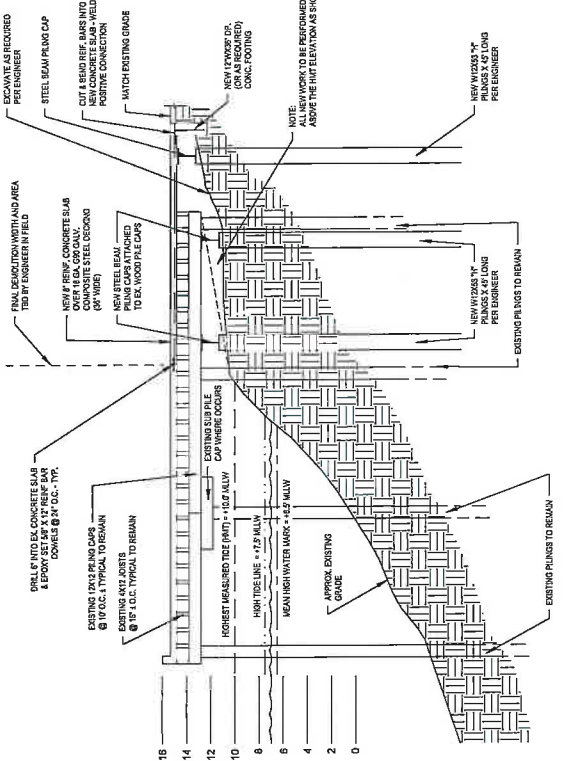 EXCAVATE AS REQUIRED
PER ENGINEER
STEEL BEAM PILING CAP
CUT & BEND REIF. BARS INTO
NEW CONCRETE SLAB - WELD
POSITIVE CONNECTION
MATCH EXISTING GRADE
NEW 12"WX36" DP.
(OR AS REQUIRED)
CONC. FOOTING
NOTE:
ALL NEW WORK TO BE PERFORMED
ABOVE THE HMT ELEVATION AS SHO
NEW W12X53 "H"
PILINGS X 45' LONG
PER ENGINEER
FINAL DEMOLITION WIDTH AND AREA
TBD BY ENGINEER IN FIELD
NEW 8" REINF. CONCRETE SLAB
OVER 18 GA. G90 GALV.
COMPOSITE STEEL DECKING
(36' WIDE)
NEW STEEL BEAM
PILING CAPS ATTACHED
TO EX. WOOD PILE CAPS
NEW W12X53 "H"
PILINGS X 45' LONG
PER ENGINEER
EXISTING PILINGS TO REMAIN
DRILL 6" INTO EX. CONCRETE SLAB
& EPOXY SET 5/8" X 12" REINF BAR
DOWELS @ 24" O.C. - TYP.
EXISTING 12X12 PILING CAPS
@ 10' O.C. ± TYPICAL TO REMAIN
EXISTING 4X12 JOISTS
@ 16" ± O.C. TYPICAL TO REMAIN
EXISTING SUB PILE
CAP WHERE OCCURS
HIGHEST MEASURED TIDE (HMT) = +10.0' MLLW
HIGH TIDE LINE = +7.5' MLLW
MEAN HIGH WATER MARK = +6.5' MLLW
APPROX. EXISTING
GRADE
EXISTING PILINGS TO REMAIN
16
14
12
10
8
6
4
2
0